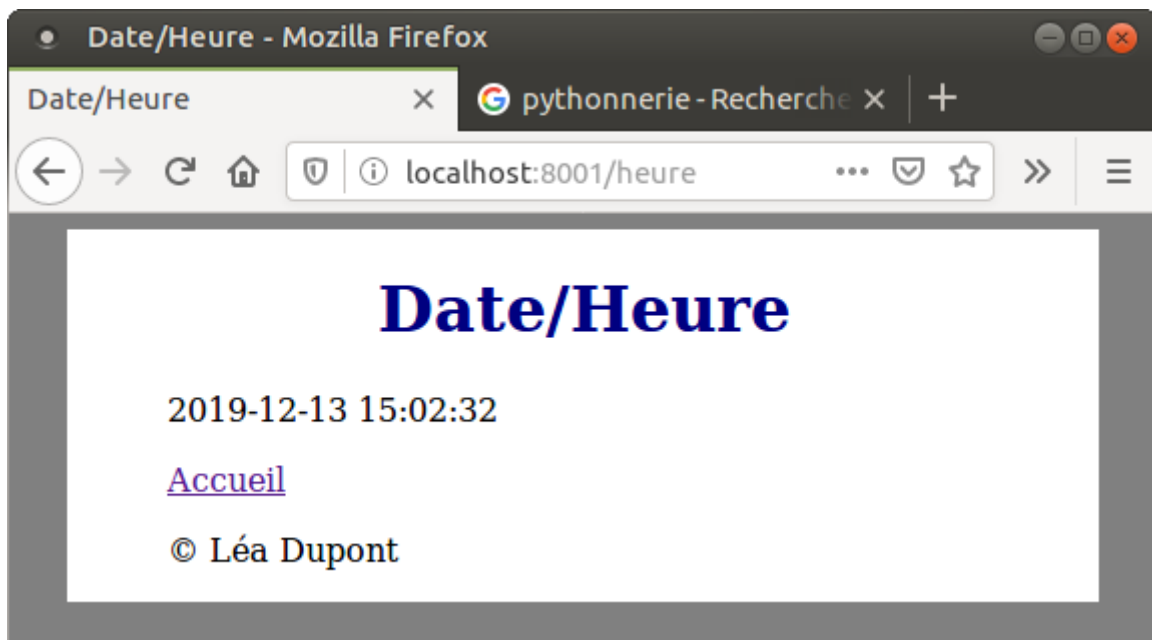 Date/Heure - Mozilla Firefox
Date/Heure
pythonnerie - Recherche
localhost:8001/heure
Date/Heure
2019-12-13 15:02:32
Accueil
© Léa Dupont